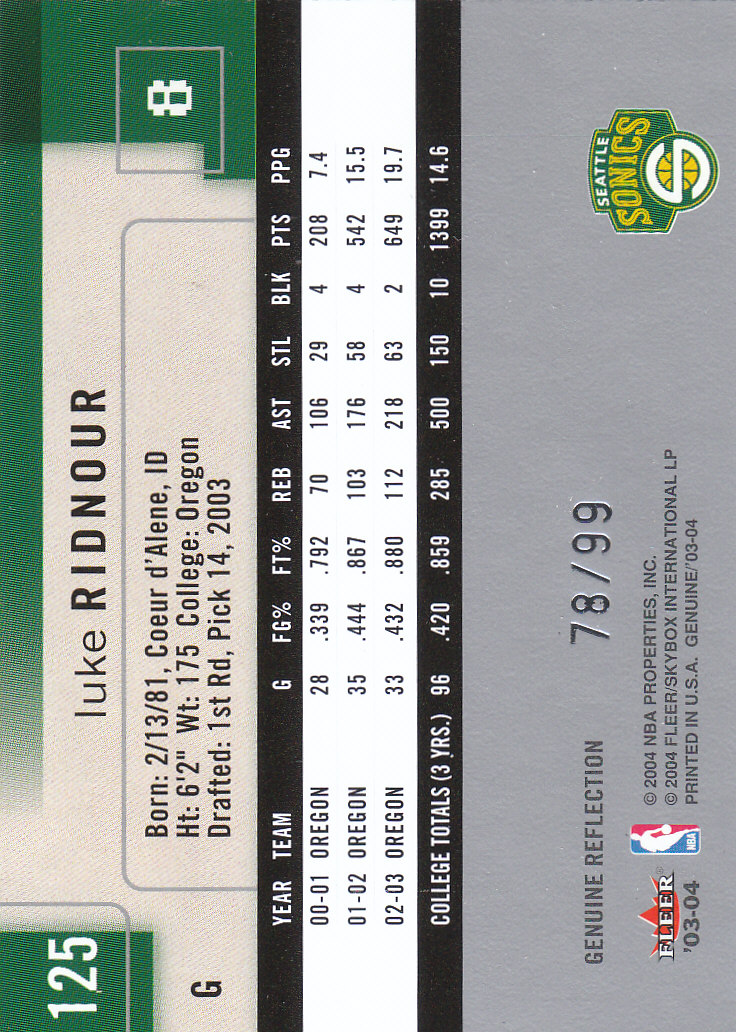 125
luke RIDNOUR
8
G
Born: 2/13/81, Coeur d'Alene, ID
Ht: 6'2" Wt: 175 College: Oregon
Drafted: 1st Rd, Pick 14, 2003
YEAR TEAM G FG% FT% REB AST STL BLK PTS PPG
00-01 OREGON 28 .339 .792 70 106 29 4 208 7.4
01-02 OREGON 35 .444 .867 103 176 58 4 542 15.5
02-03 OREGON 33 .432 .880 112 218 63 2 649 19.7
COLLEGE TOTALS (3 YRS.) 96 .420 .859 285 500 150 10 1399 14.6
GENUINE REFLECTION
78/99
SEATTLE
SONICS
FLEER®
'03-04
NBA
© 2004 NBA PROPERTIES, INC.
© 2004 FLEER/SKYBOX INTERNATIONAL LP
PRINTED IN U.S.A. GENUINE/'03-04